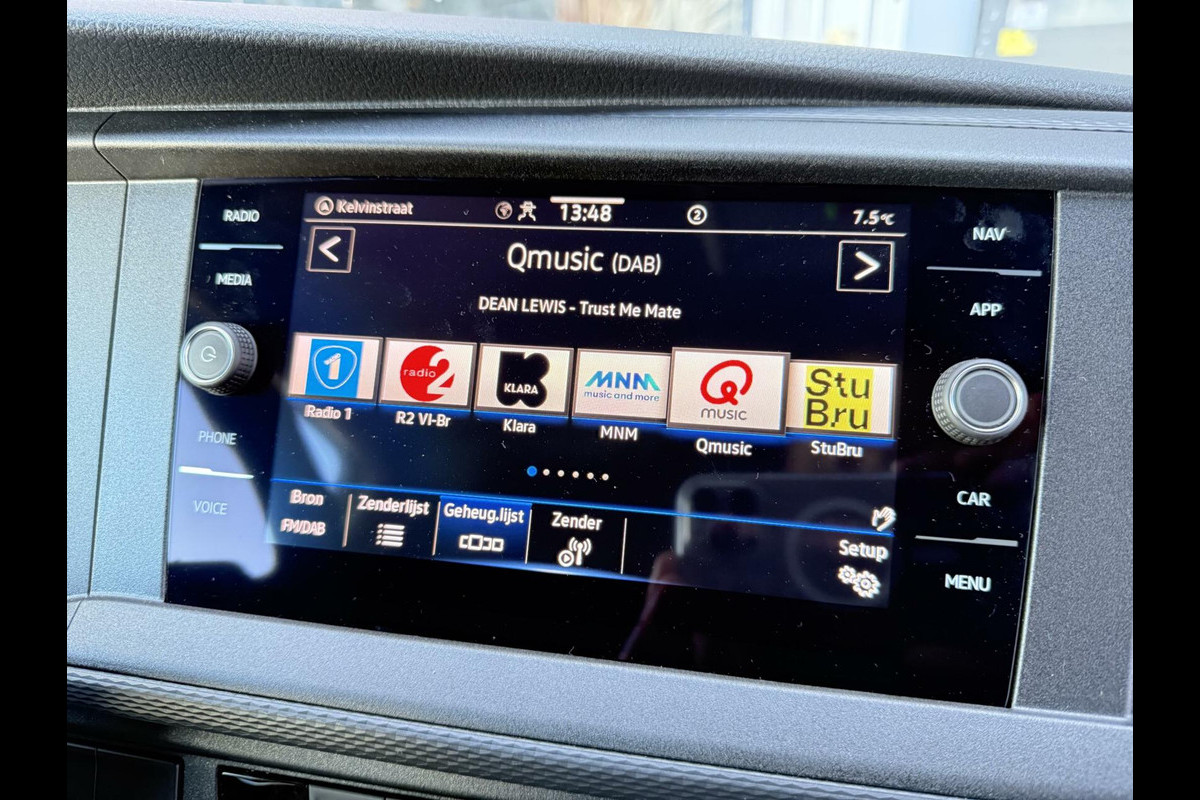 RADIO
MEDIA
PHONE
VOICE
A Kelvinstraat
13:48
2
7.5°C
Qmusic (DAB)
DEAN LEWIS - Trust Me Mate
1
radio 2
KLARA
MNM
music and more
Q
music
Stu
Bru
Radio 1
R2 Vl-Br
Klara
MNM
Qmusic
StuBru
Bron
FM/DAB
Zenderlijst
Geheug.lijst
Zender
Setup
NAV
APP
CAR
MENU